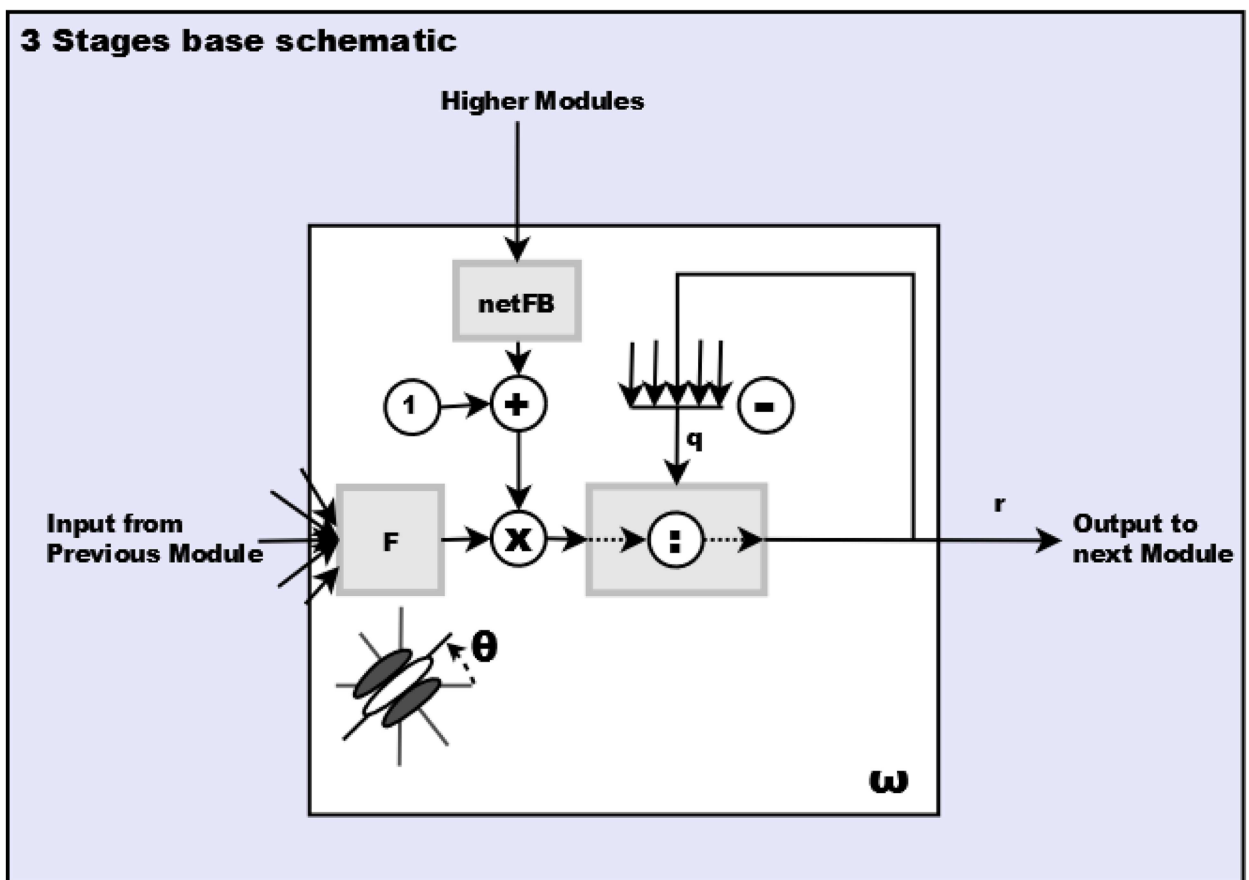 3 Stages base schematic
Higher Modules
netFB
1
+
-
q
r
Input from
Previous Module
F
x
:
Output to
next Module
θ
ω